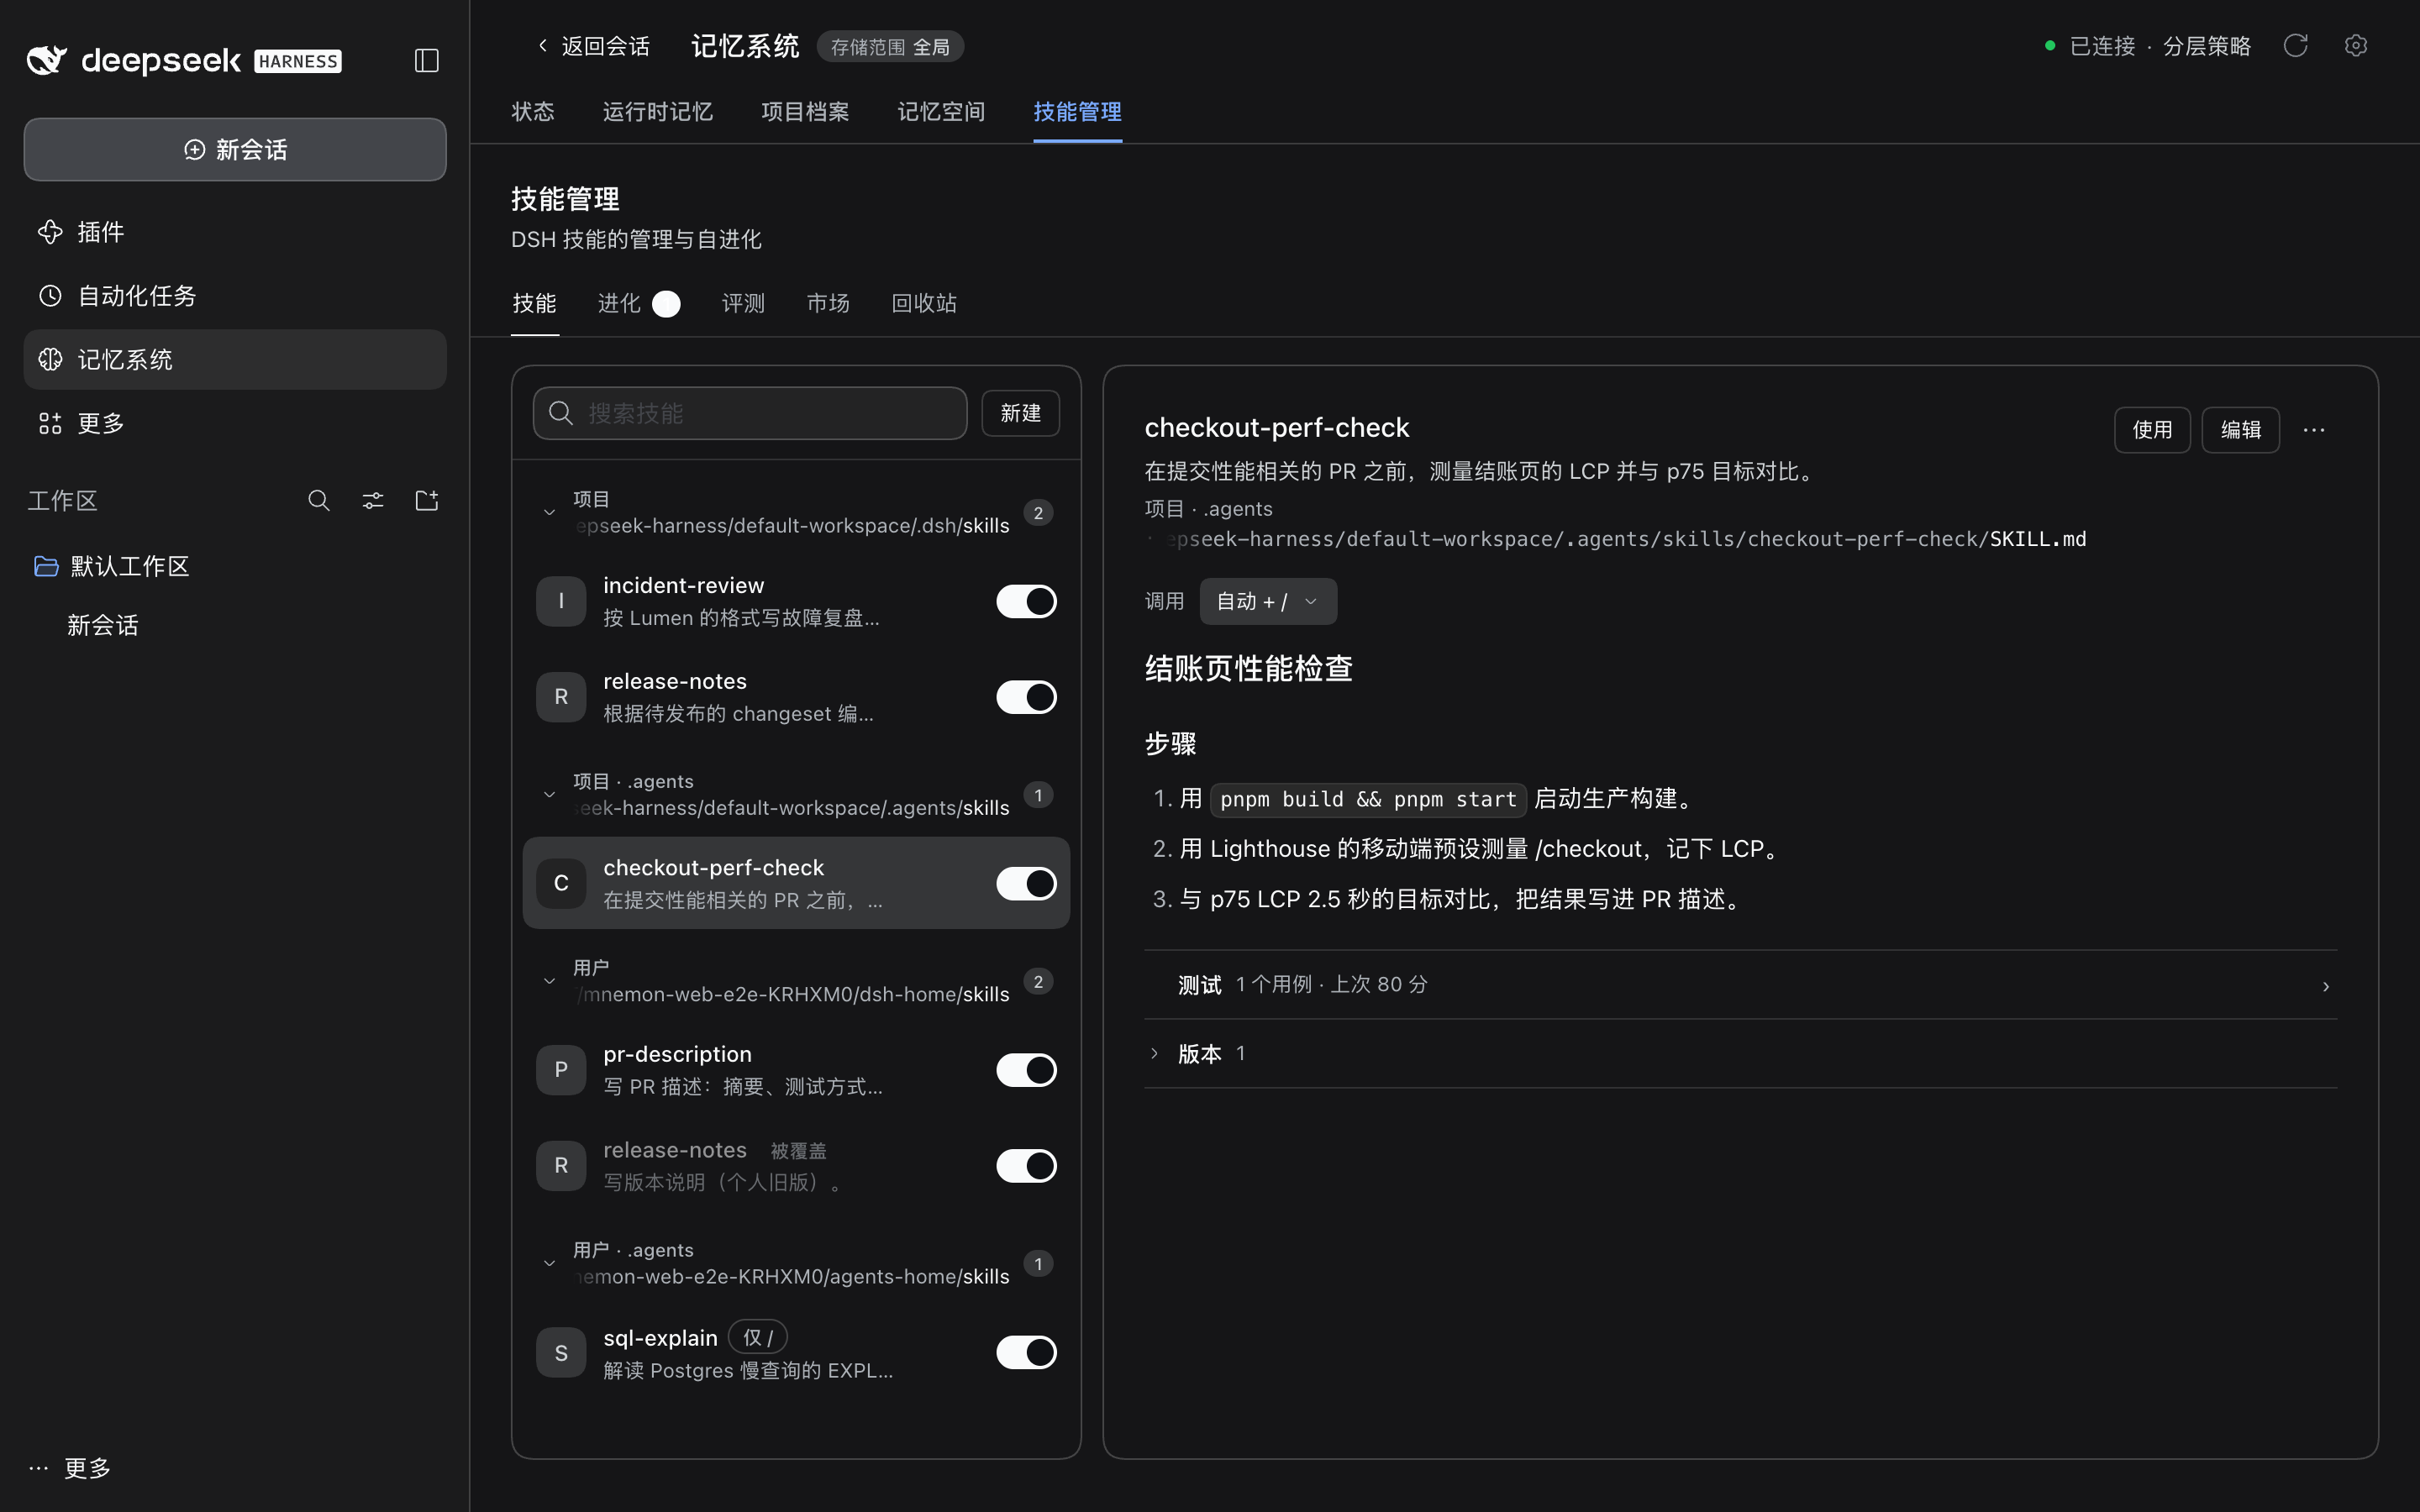 deepseek HARNESS
新会话
插件
自动化任务
记忆系统
更多
工作区
默认工作区
新会话
更多
返回会话
记忆系统
存储范围 全局
已连接 · 分层策略
状态
运行时记忆
项目档案
记忆空间
技能管理
技能管理
DSH 技能的管理与自进化
技能
进化
评测
市场
回收站
搜索技能
新建
项目
epseek-harness/default-workspace/.dsh/skills
2
I
incident-review
按 Lumen 的格式写故障复盘...
R
release-notes
根据待发布的 changeset 编...
项目 · .agents
seek-harness/default-workspace/.agents/skills
1
C
checkout-perf-check
在提交性能相关的 PR 之前，...
用户
/mnemon-web-e2e-KRHXM0/dsh-home/skills
2
P
pr-description
写 PR 描述：摘要、测试方式...
R
release-notes 被覆盖
写版本说明（个人旧版）。
用户 · .agents
nemon-web-e2e-KRHXM0/agents-home/skills
1
S
sql-explain 仅 /
解读 Postgres 慢查询的 EXPL...
checkout-perf-check
使用
编辑
在提交性能相关的 PR 之前，测量结账页的 LCP 并与 p75 目标对比。
项目 · .agents
· epseek-harness/default-workspace/.agents/skills/checkout-perf-check/SKILL.md
调用 自动 + /
结账页性能检查
步骤
1. 用 pnpm build && pnpm start 启动生产构建。
2. 用 Lighthouse 的移动端预设测量 /checkout，记下 LCP。
3. 与 p75 LCP 2.5 秒的目标对比，把结果写进 PR 描述。
测试 1 个用例 · 上次 80 分
版本 1